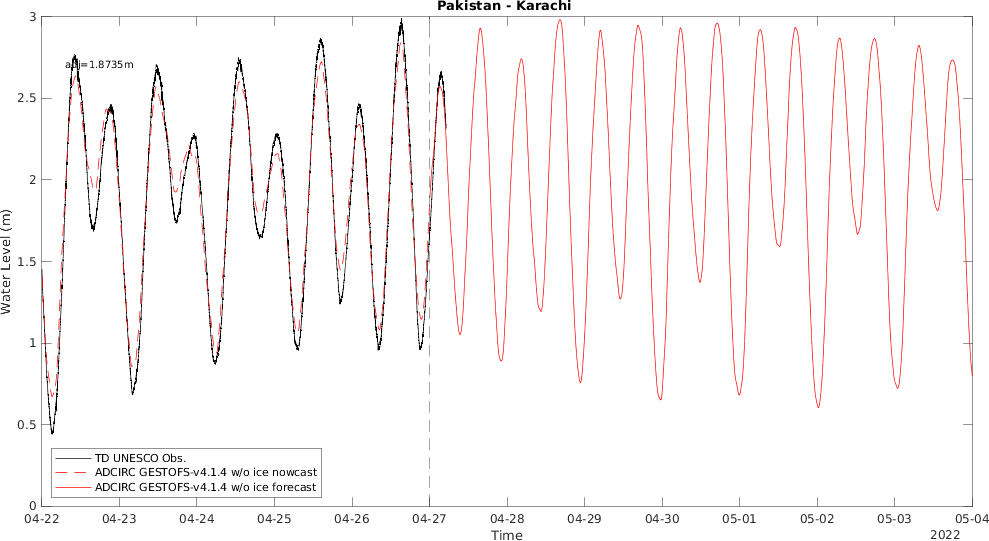 Pakistan - Karachi
3
2.5
2
1.5
1
0.5
0
Water Level (m)
adj=1.8735m
TD UNESCO Obs.
ADCIRC GESTOFS-v4.1.4 w/o ice nowcast
ADCIRC GESTOFS-v4.1.4 w/o ice forecast
04-22 04-23 04-24 04-25 04-26 04-27 04-28 04-29 04-30 05-01 05-02 05-03 05-04
Time
2022